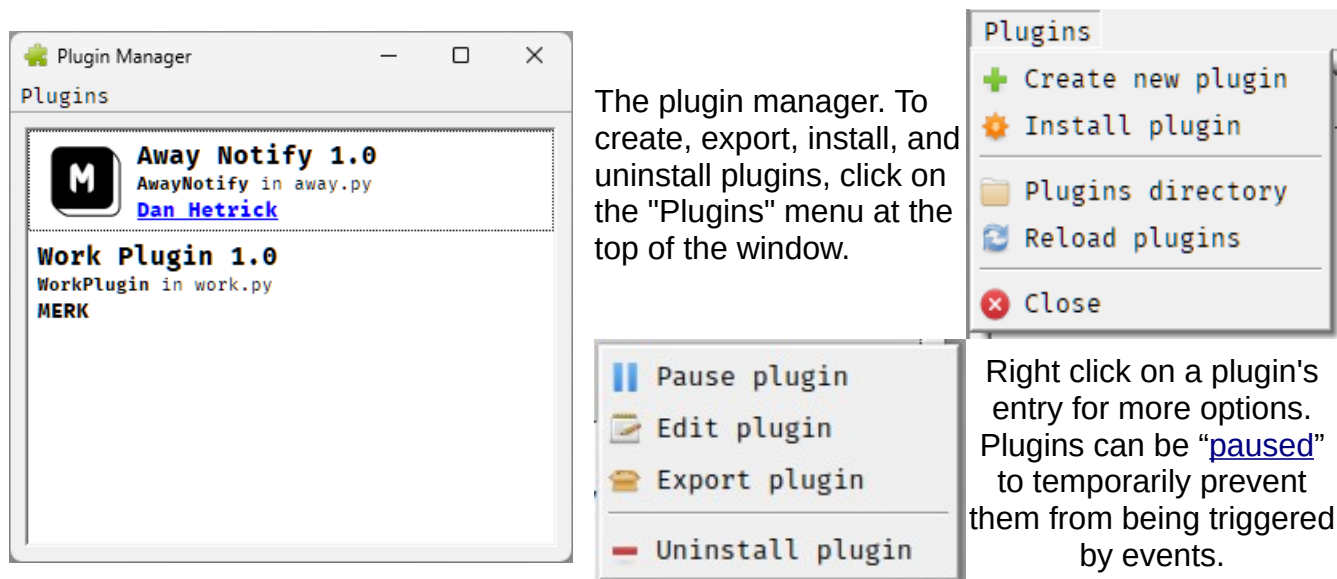 Plugin Manager
Plugins
Away Notify 1.0
AwayNotify in away.py
Dan Hetrick
Work Plugin 1.0
WorkPlugin in work.py
MERK
The plugin manager. To
create, export, install, and
uninstall plugins, click on
the "Plugins" menu at the
top of the window.
Plugins
Create new plugin
Install plugin
Plugins directory
Reload plugins
Close
Pause plugin
Edit plugin
Export plugin
Uninstall plugin
Right click on a plugin's
entry for more options.
Plugins can be “paused”
to temporarily prevent
them from being triggered
by events.